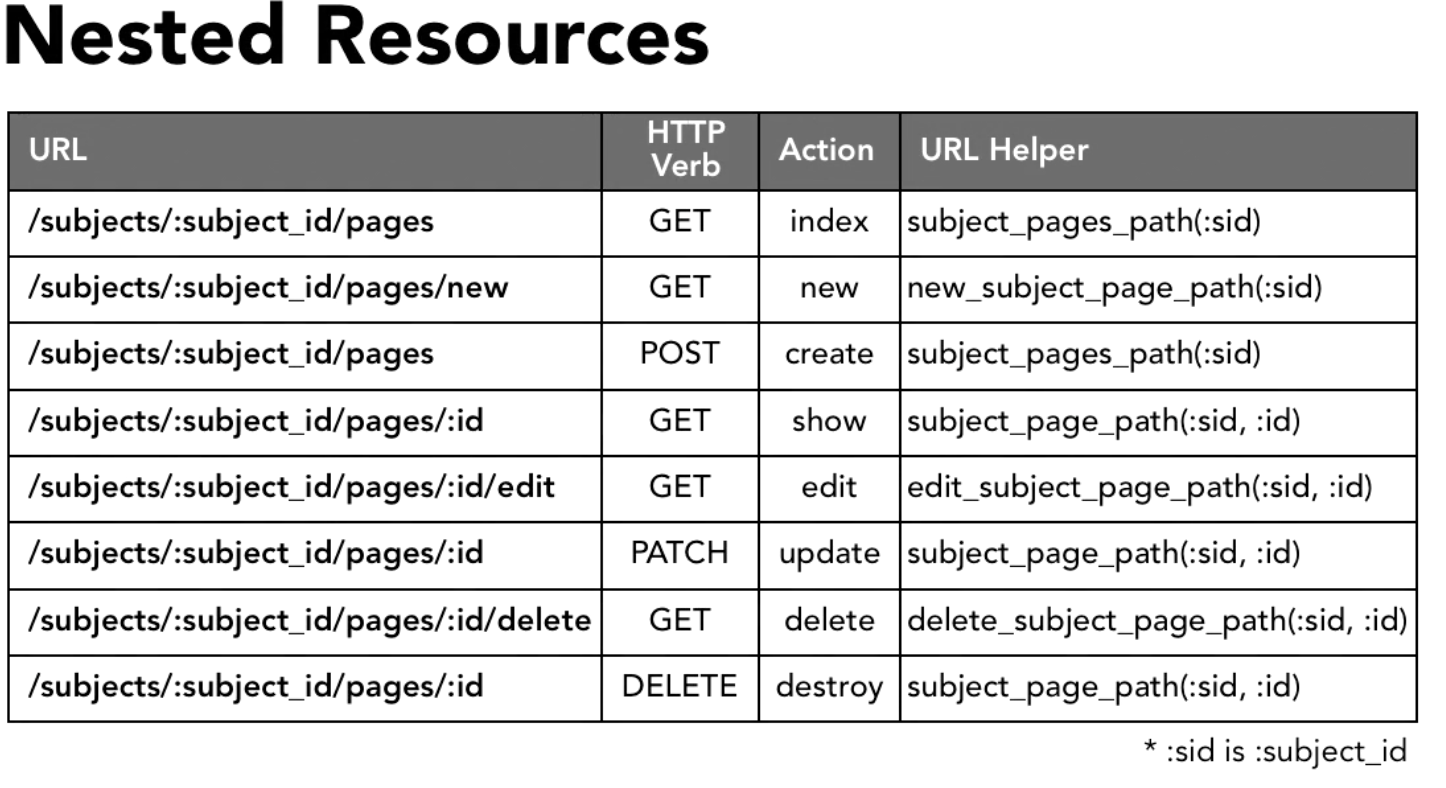 Nested Resources
URL HTTP Verb Action URL Helper
/subjects/:subject_id/pages GET index subject_pages_path(:sid)
/subjects/:subject_id/pages/new GET new new_subject_page_path(:sid)
/subjects/:subject_id/pages POST create subject_pages_path(:sid)
/subjects/:subject_id/pages/:id GET show subject_page_path(:sid, :id)
/subjects/:subject_id/pages/:id/edit GET edit edit_subject_page_path(:sid, :id)
/subjects/:subject_id/pages/:id PATCH update subject_page_path(:sid, :id)
/subjects/:subject_id/pages/:id/delete GET delete delete_subject_page_path(:sid, :id)
/subjects/:subject_id/pages/:id DELETE destroy subject_page_path(:sid, :id)
* :sid is :subject_id